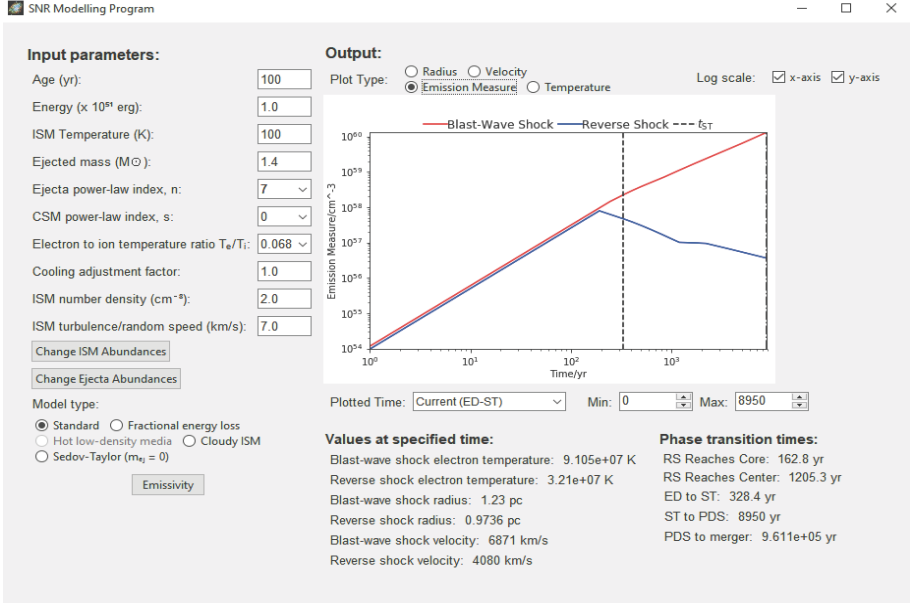 SNR Modelling Program
Input parameters:
Age (yr): 100
Energy (x 10⁵¹ erg): 1.0
ISM Temperature (K): 100
Ejected mass (M⊙): 1.4
Ejecta power-law index, n: 7
CSM power-law index, s: 0
Electron to ion temperature ratio Tₑ/Tᵢ: 0.068
Cooling adjustment factor: 1.0
ISM number density (cm⁻³): 2.0
ISM turbulence/random speed (km/s): 7.0
Change ISM Abundances
Change Ejecta Abundances
Model type:
Standard Fractional energy loss
Hot low-density media Cloudy ISM
Sedov-Taylor (mₑⱼ = 0)
Emissivity
Output:
Plot Type: Radius Velocity
Emission Measure Temperature
Log scale: x-axis y-axis
Blast-Wave Shock Reverse Shock t_ST
Emission Measure/cm^-3
10⁶⁰
10⁵⁹
10⁵⁸
10⁵⁷
10⁵⁶
10⁵⁵
10⁵⁴
10⁰ 10¹ 10² 10³
Time/yr
Plotted Time: Current (ED-ST) Min: 0 Max: 8950
Values at specified time:
Blast-wave shock electron temperature: 9.105e+07 K
Reverse shock electron temperature: 3.21e+07 K
Blast-wave shock radius: 1.23 pc
Reverse shock radius: 0.9736 pc
Blast-wave shock velocity: 6871 km/s
Reverse shock velocity: 4080 km/s
Phase transition times:
RS Reaches Core: 162.8 yr
RS Reaches Center: 1205.3 yr
ED to ST: 328.4 yr
ST to PDS: 8950 yr
PDS to merger: 9.611e+05 yr